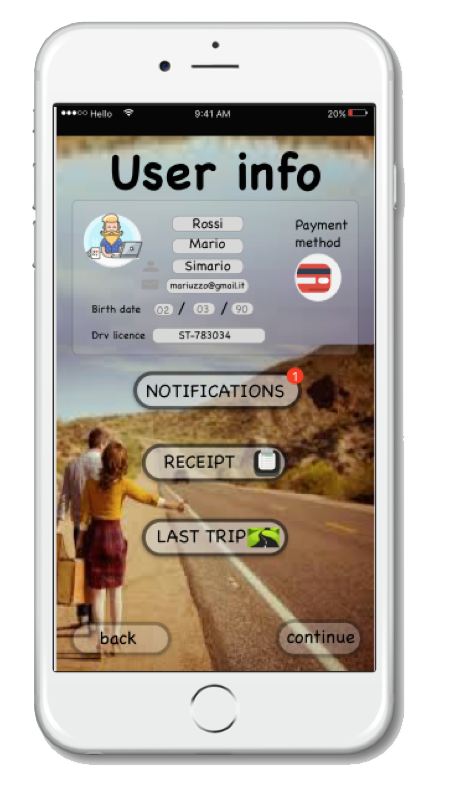 Hello 9:41 AM 20%
User info
Rossi
Mario
Simario
mariuzzo@gmail.it
Payment
method
Birth date 02 / 03 / 90
Drv licence ST-783034
NOTIFICATIONS 1
RECEIPT
LAST TRIP
back continue